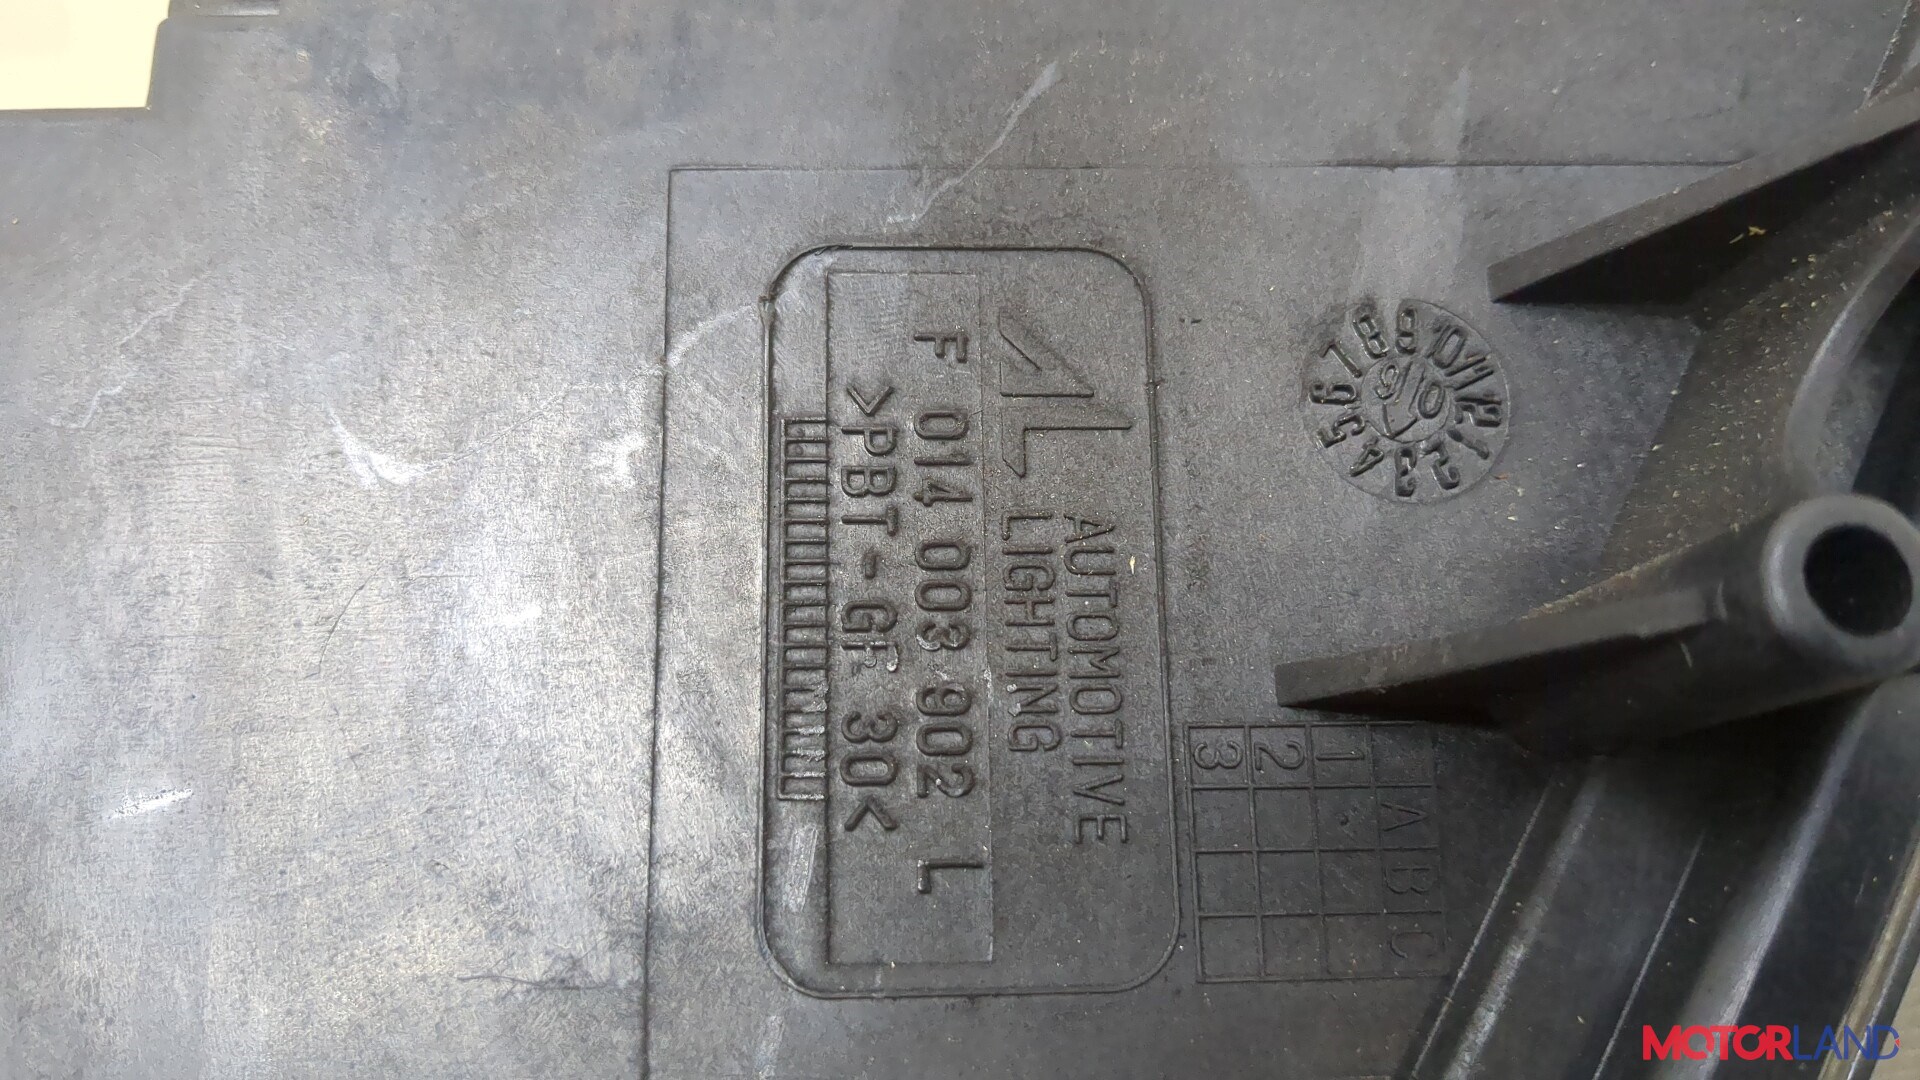 AL AUTOMOTIVE
LIGHTING
F 014 003 902 L
>PBT-GF 30<
1 2 3 4 5 6 7 8 9 10 11 12
A B C
1
2
3
MOTORLAND